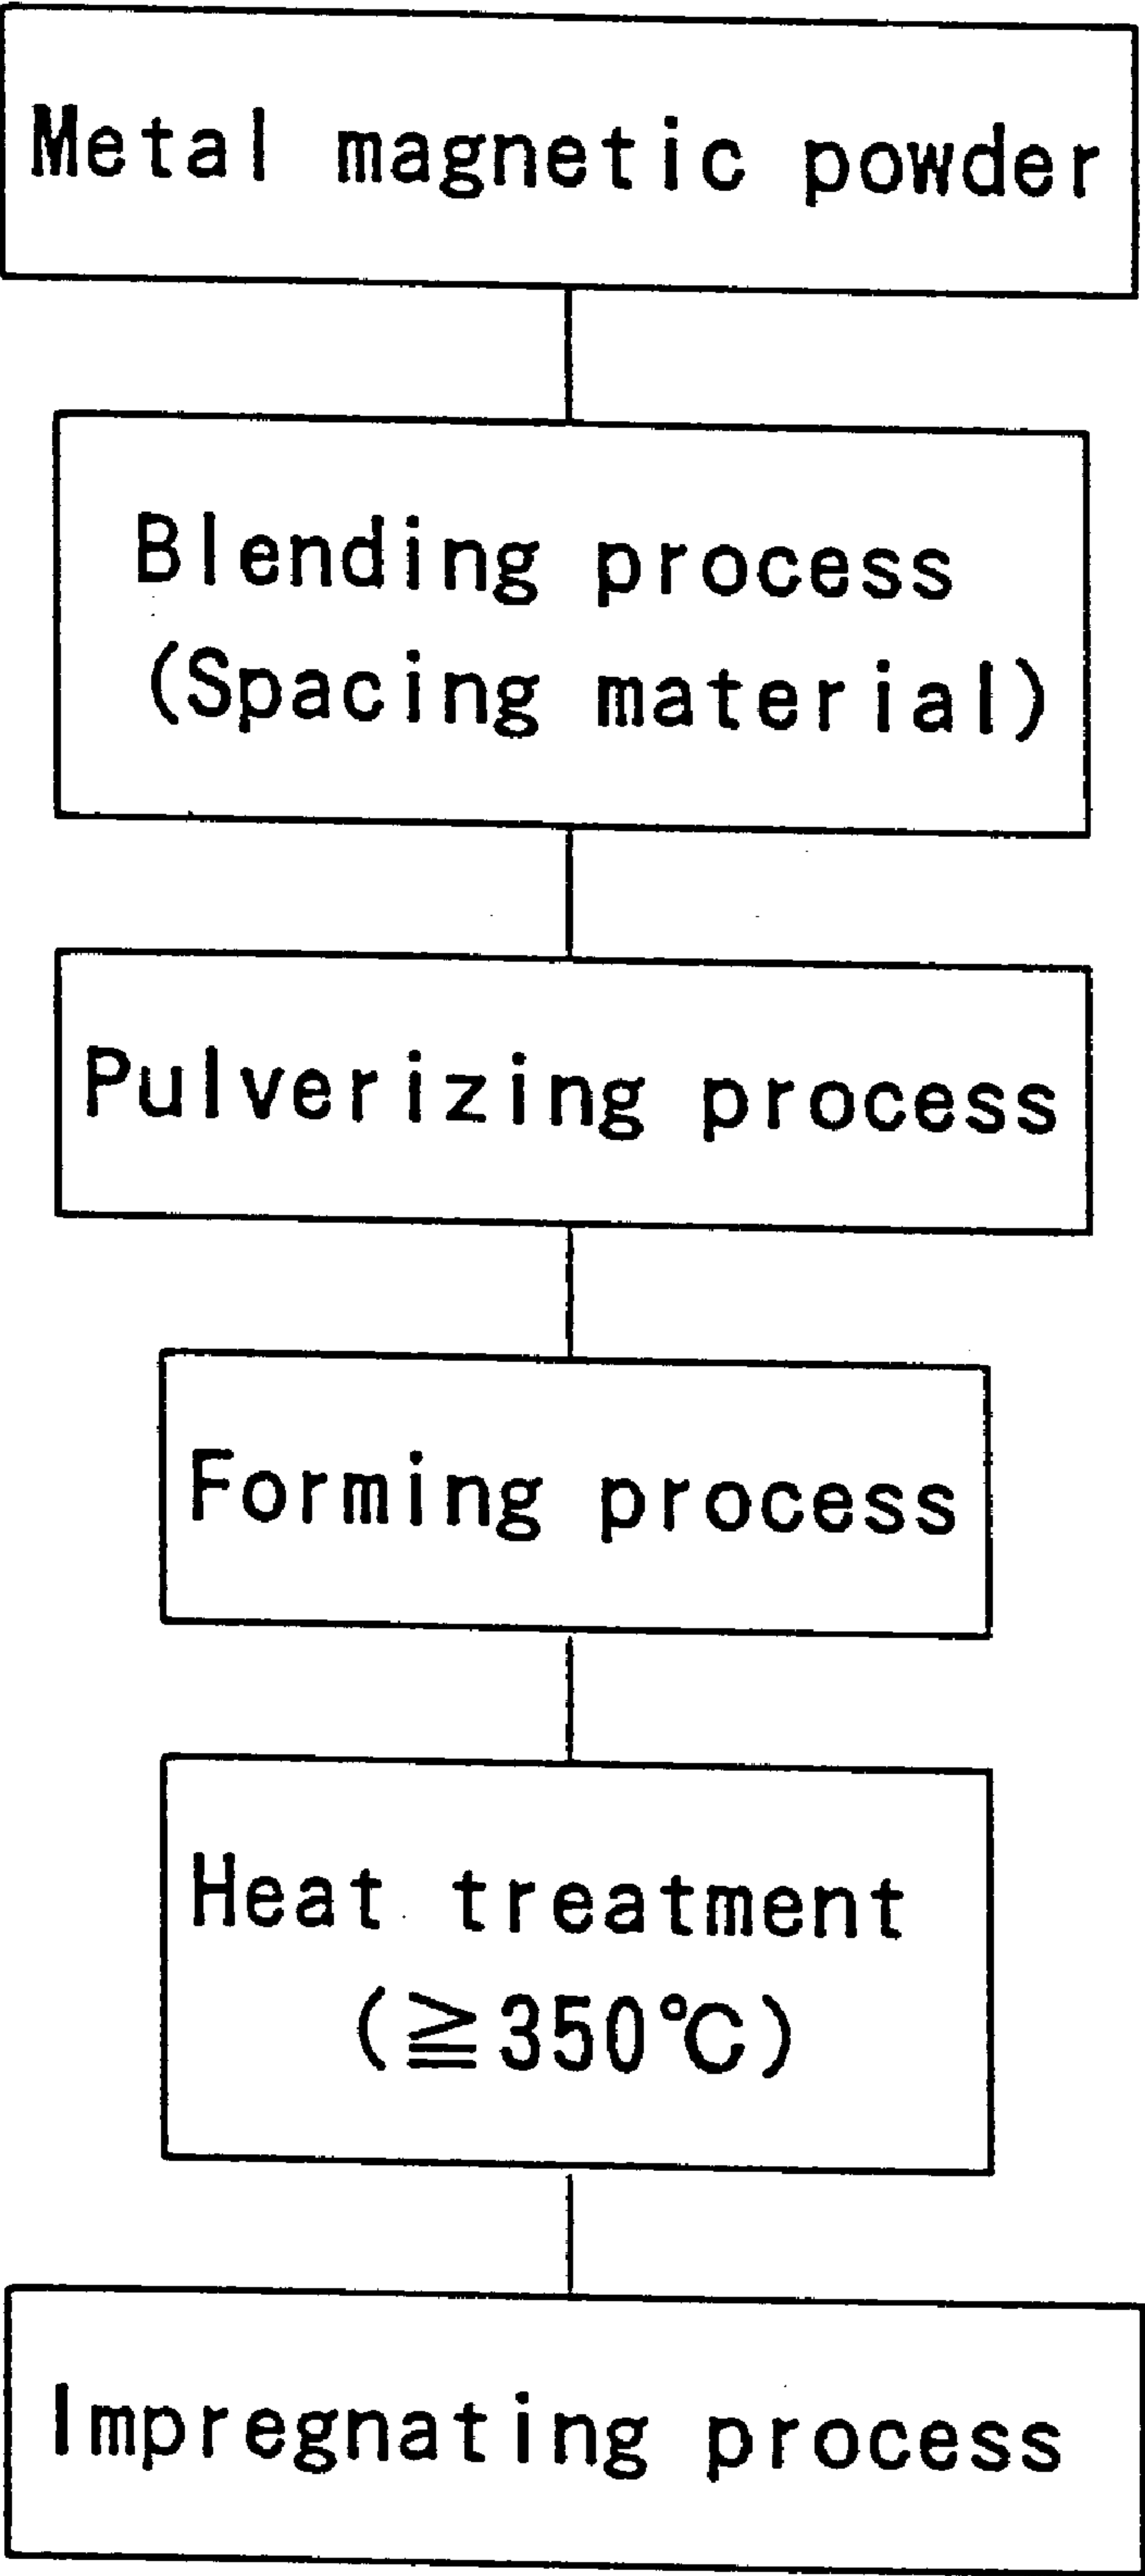 Metal magnetic powder
Blending process
(Spacing material)
Pulverizing process
Forming process
Heat treatment
(≧350℃)
Impregnating process